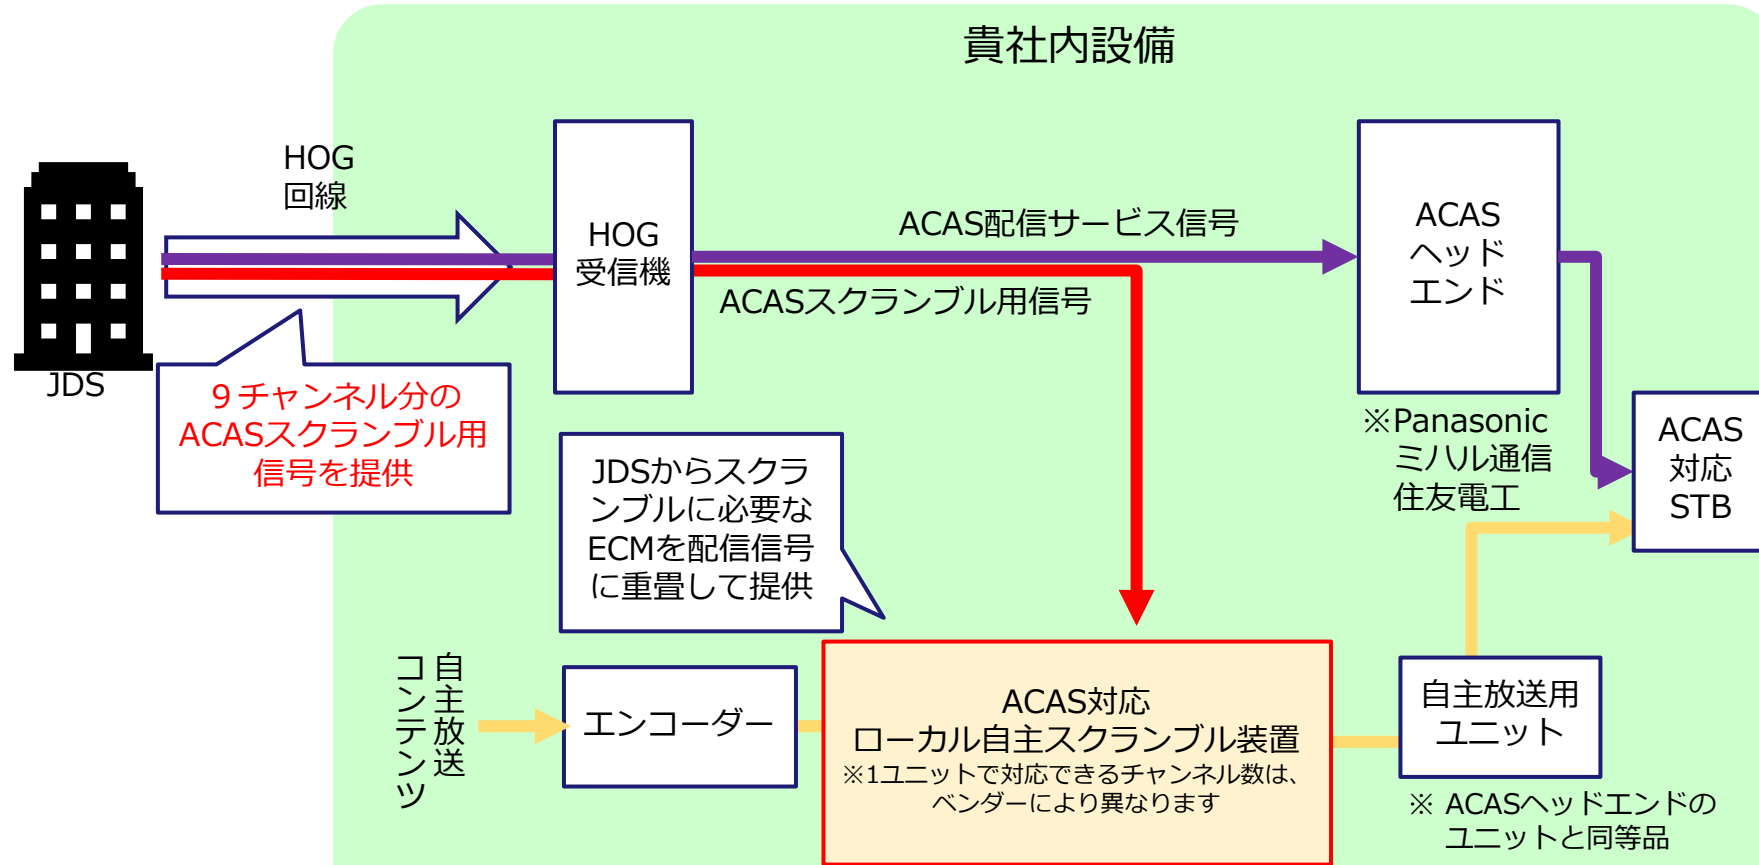 貴社内設備
HOG
回線
JDS
9チャンネル分の
ACASスクランブル用
信号を提供
HOG
受信機
ACAS配信サービス信号
ACASスクランブル用信号
ACAS
ヘッド
エンド
※Panasonic
ミハル通信
住友電工
ACAS
対応
STB
JDSからスクラ
ンブルに必要な
ECMを配信信号
に重畳して提供
自主放送
コンテンツ
エンコーダー
ACAS対応
ローカル自主スクランブル装置
※1ユニットで対応できるチャンネル数は、
ベンダーにより異なります
自主放送用
ユニット
※ ACASヘッドエンドの
ユニットと同等品